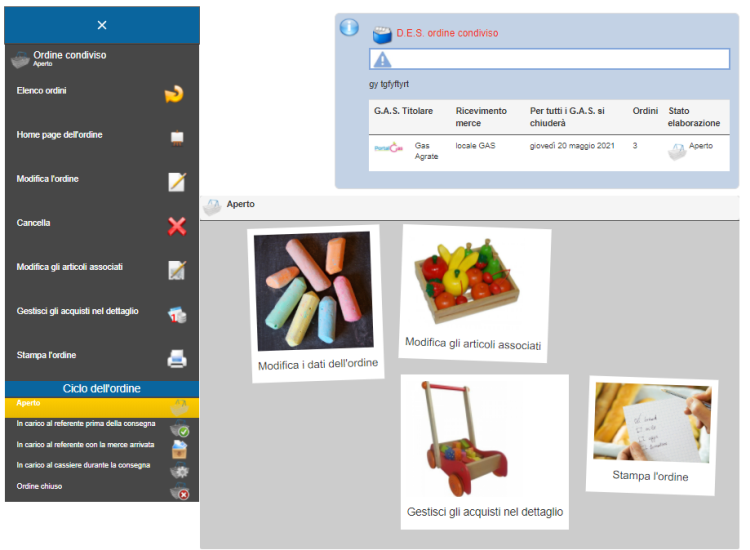 ×
Ordine condiviso
Aperto
Elenco ordini
Home page dell'ordine
Modifica l'ordine
Cancella
Modifica gli articoli associati
Gestisci gli acquisti nel dettaglio
Stampa l'ordine
Ciclo dell'ordine
Aperto
In carico al referente prima della consegna
In carico al referente con la merce arrivata
In carico al cassiere durante la consegna
Ordine chiuso
D.E.S. ordine condiviso
gy tgfyftyrt
G.A.S. Titolare Ricevimento merce Per tutti i G.A.S. si chiuderà Ordini Stato elaborazione
Gas Agrate locale GAS giovedì 20 maggio 2021 3 Aperto
Aperto
Modifica i dati dell'ordine
Modifica gli articoli associati
Gestisci gli acquisti nel dettaglio
Stampa l'ordine